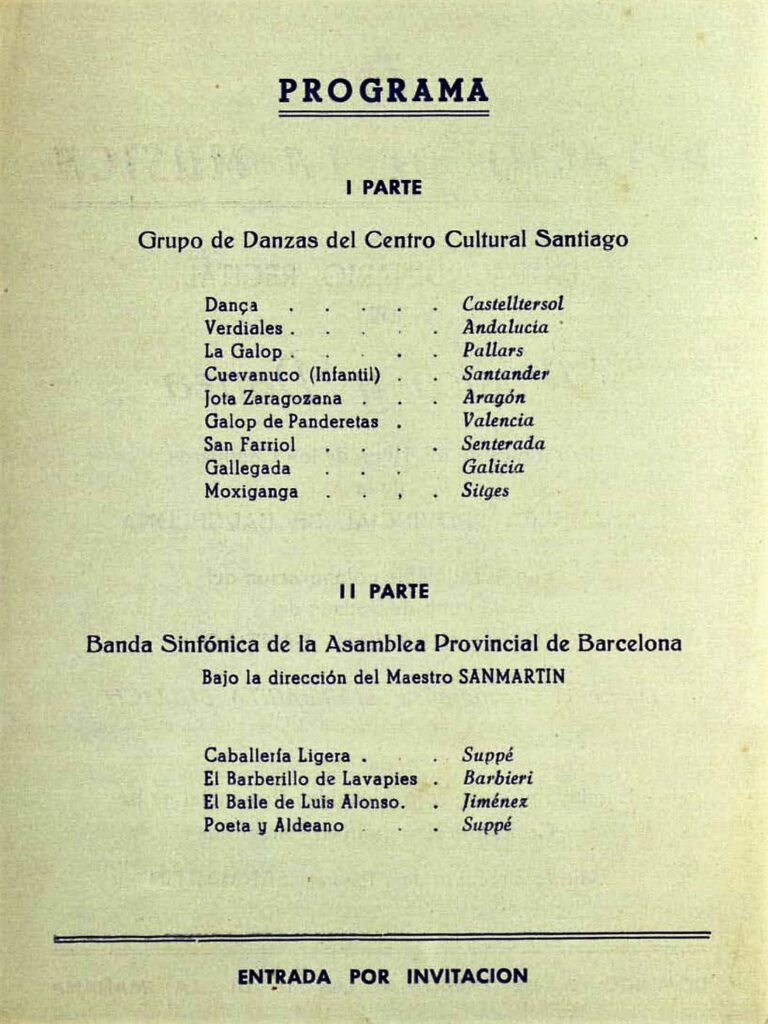 PROGRAMA
I PARTE
Grupo de Danzas del Centro Cultural Santiago
Dança . . . . . Castelltersol
Verdiales . . . . . Andalucía
La Galop . . . . Pallars
Cuevanuco (Infantil) . . Santander
Jota Zaragozana . . . Aragón
Galop de Panderetas . Valencia
San Farriol . . . . Senterada
Gallegada . . . . Galicia
Moxiganga . . , . Sitges
II PARTE
Banda Sinfónica de la Asamblea Provincial de Barcelona
Bajo la dirección del Maestro SANMARTIN
Caballería Ligera . . . Suppé
El Barberillo de Lavapies . Barbieri
El Baile de Luis Alonso. . Jiménez
Poeta y Aldeano . . . Suppé
ENTRADA POR INVITACION